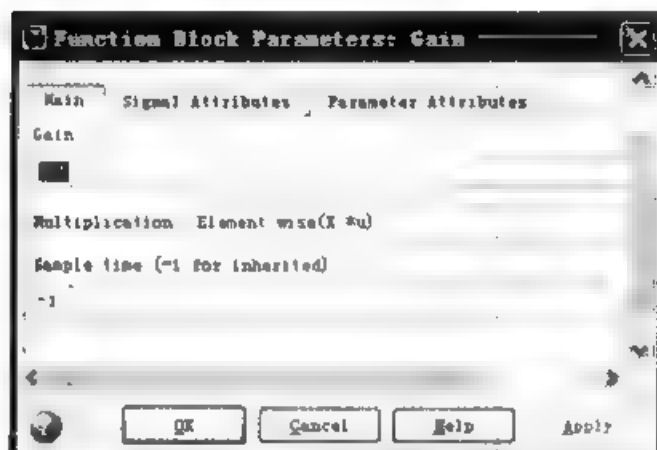 Function Block Parameters: Gain
Main Signal Attributes Parameter Attributes
Gain
Multiplication Element wise(K *u)
Sample time (-1 for inherited)
-1
OK Cancel Help Apply